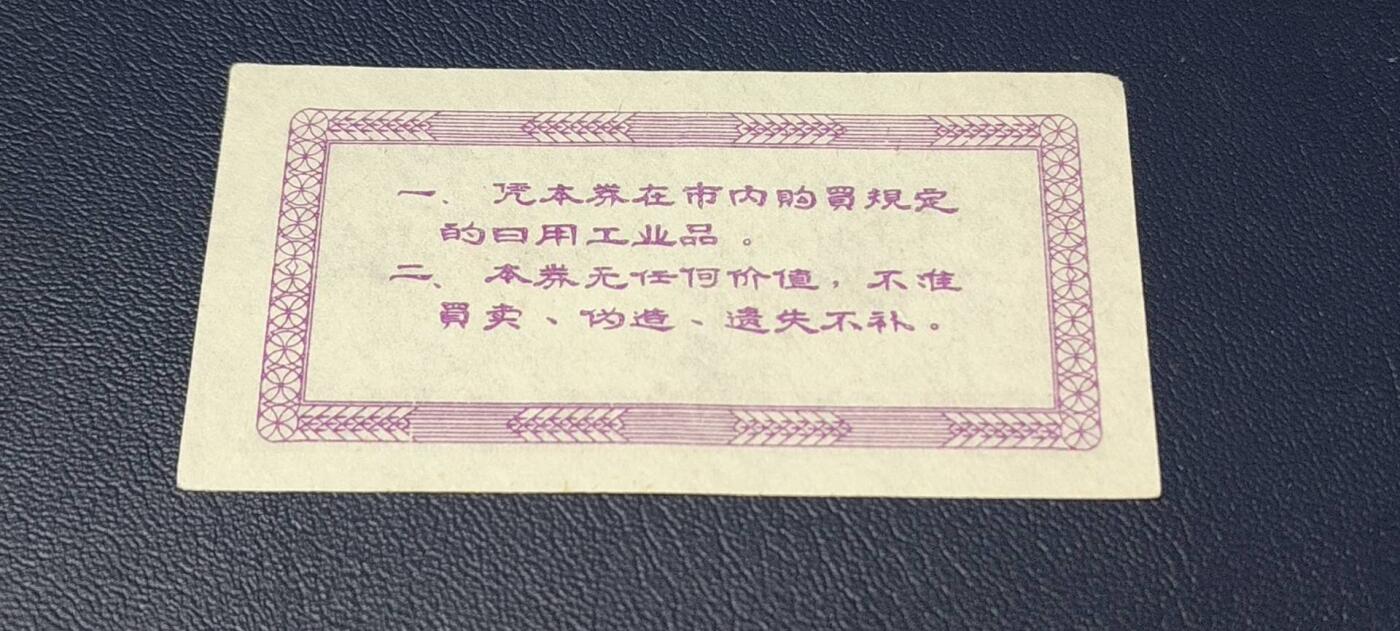 一、凭本券在市内购買規定
的日用工业品。
二、本券无任何价值，不准
買卖、伪造、遗失不补。